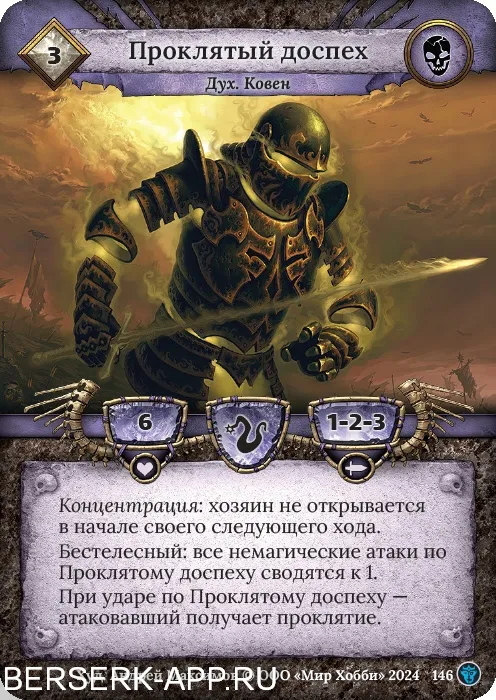 3
Проклятый доспех
Дух. Ковен
6
1-2-3
Концентрация: хозяин не открывается
в начале своего следующего хода.
Бестелесный: все немагические атаки по
Проклятому доспеху сводятся к 1.
При ударе по Проклятому доспеху —
атаковавший получает проклятие.
Максимов © ООО «Мир Хобби» 2024 146
BERSERK-APP.RU